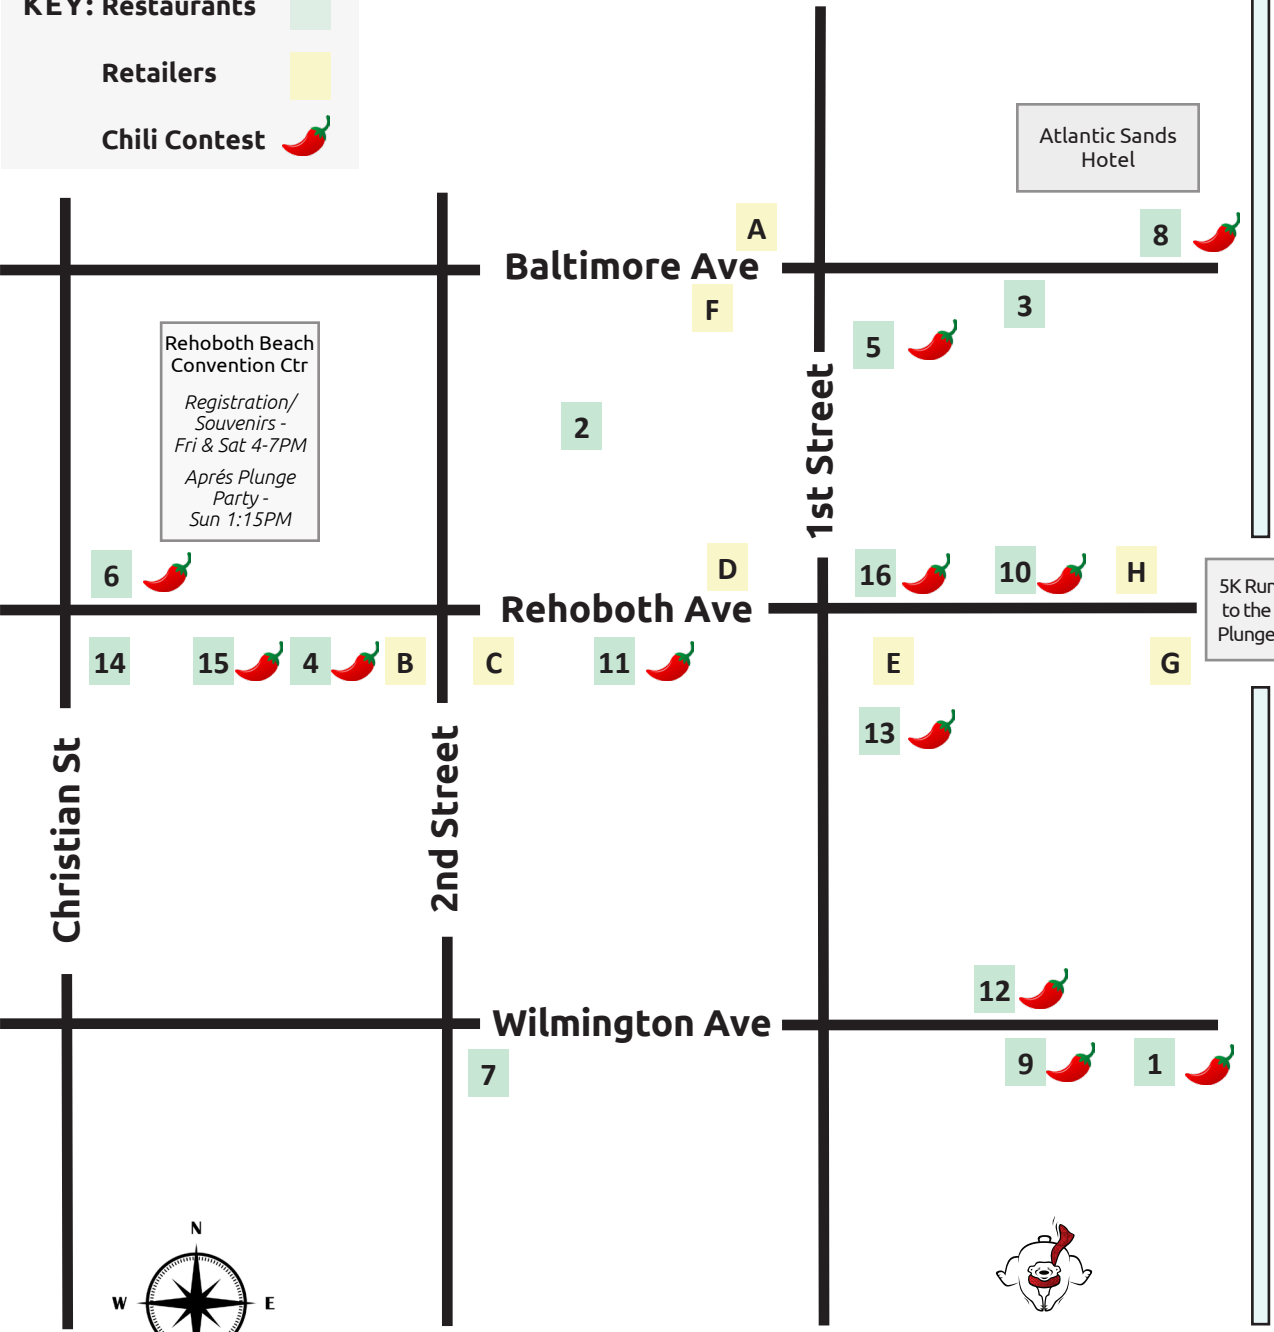 KEY: Restaurants
Retailers
Chili Contest
Atlantic Sands
Hotel
A
8
Baltimore Ave
F
3
5
Rehoboth Beach
Convention Ctr
Registration/
Souvenirs -
Fri & Sat 4-7PM
Aprés Plunge
Party -
Sun 1:15PM
2
1st Street
6
D
16
10
H
Rehoboth Ave
5K Run
to the
Plunge
14
15
4
B
C
11
E
G
13
Christian St
2nd Street
12
Wilmington Ave
7
9
1
N
W
E